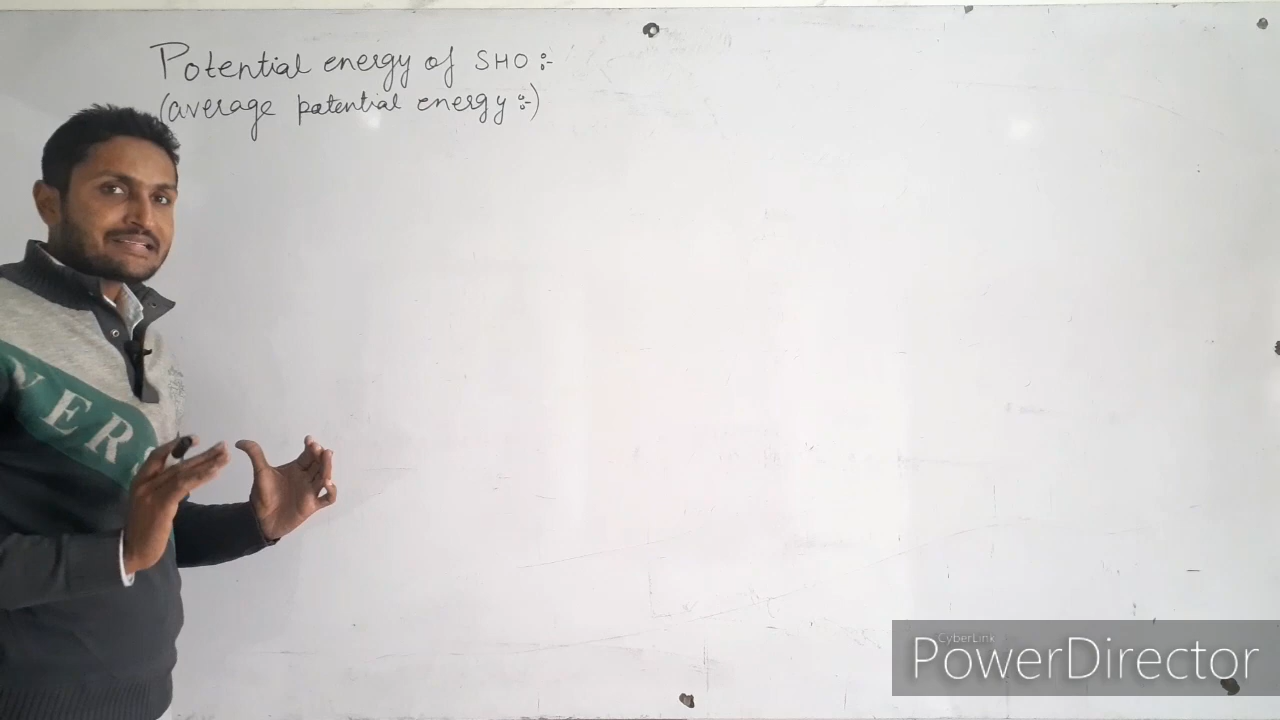 Potential energy of SHO :-
(average potential energy :-)
VERS
CyberLink
PowerDirector